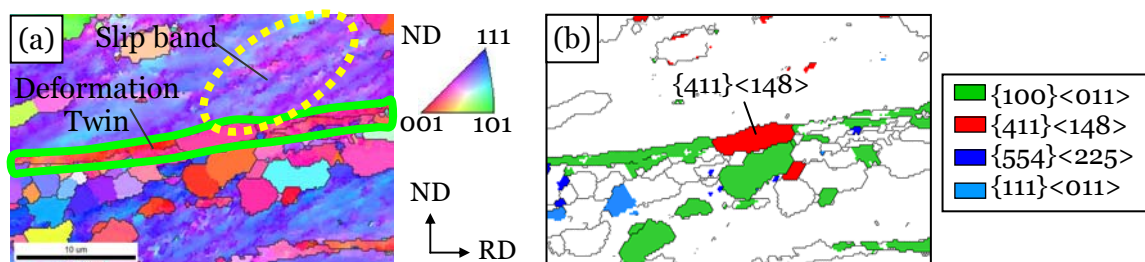 (a)
Slip band
Deformation
Twin
10 um
ND
111
001
101
ND
RD
(b)
{411}<148>
{100}<011>
{411}<148>
{554}<225>
{111}<011>